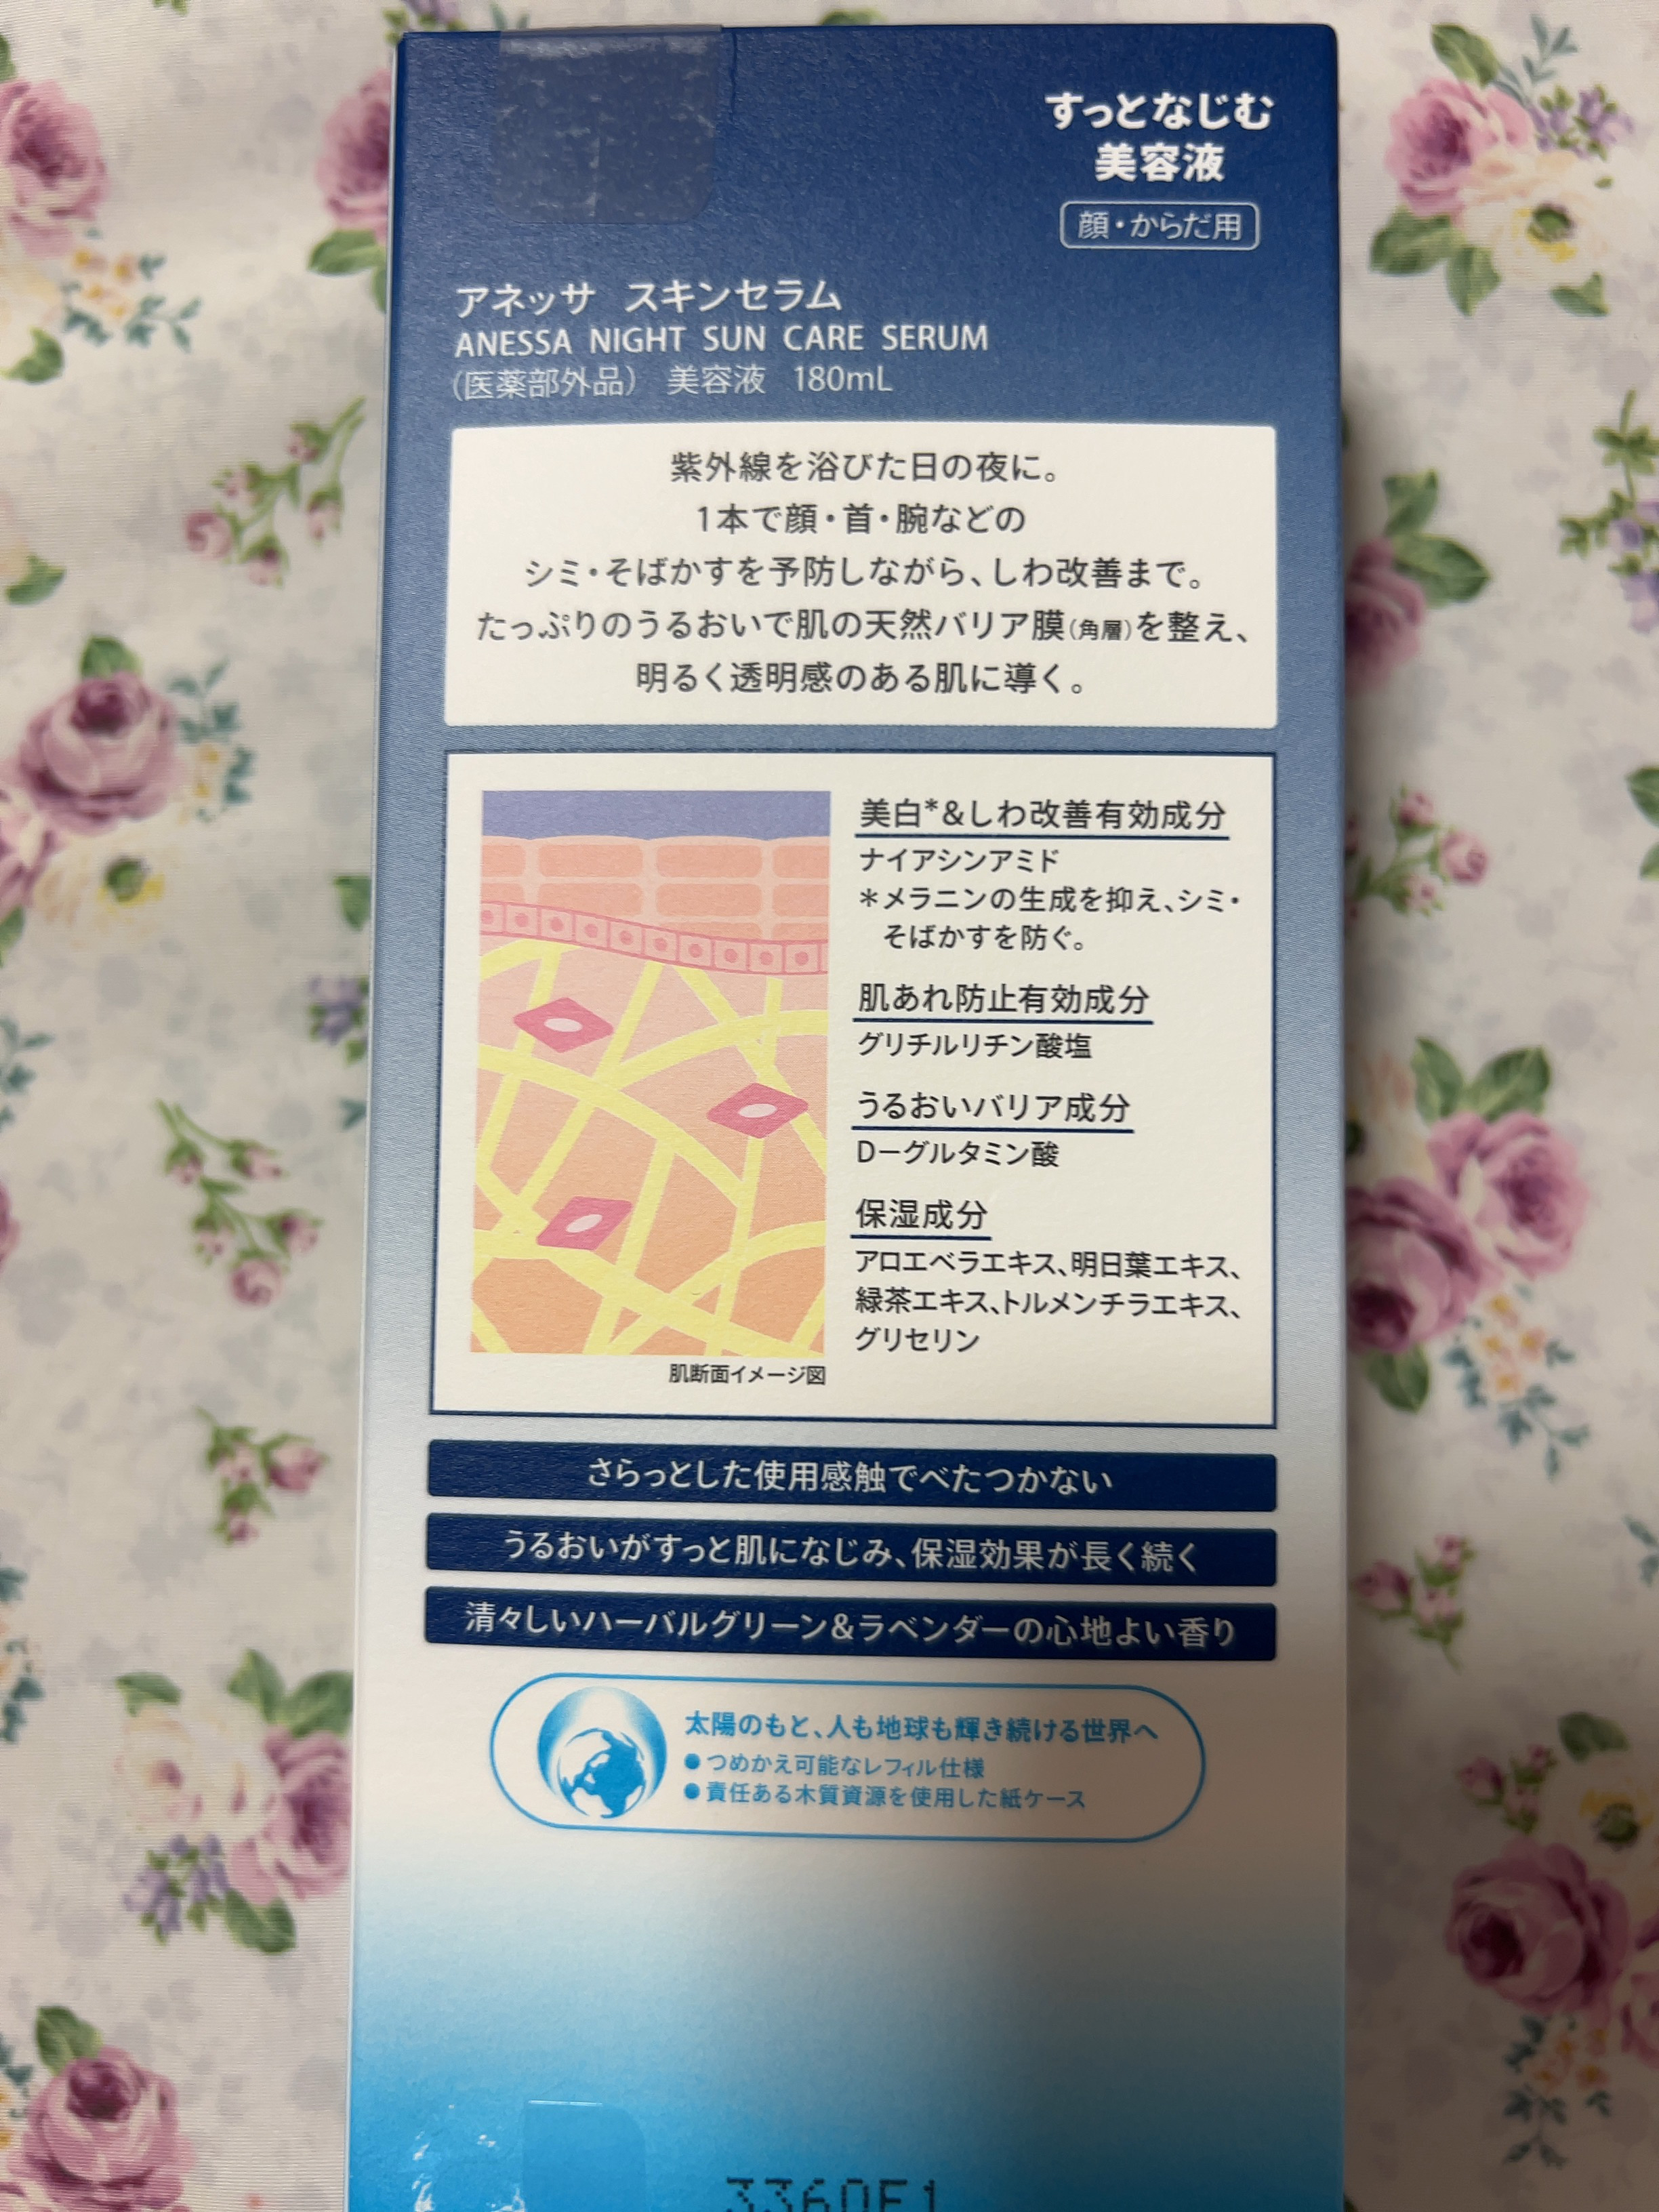 すっとなじむ
美容液
顔・からだ用
アネッサ スキンセラム
ANESSA NIGHT SUN CARE SERUM
(医薬部外品) 美容液 180mL
紫外線を浴びた日の夜に。
1本で顔・首・腕などの
シミ・そばかすを予防しながら、しわ改善まで。
たっぷりのうるおいで肌の天然バリア膜(角層)を整え、
明るく透明感のある肌に導く。
美白*&しわ改善有効成分
ナイアシンアミド
*メラニンの生成を抑え、シミ・
そばかすを防ぐ。
肌あれ防止有効成分
グリチルリチン酸塩
うるおいバリア成分
D-グルタミン酸
保湿成分
アロエベラエキス、明日葉エキス、
緑茶エキス、トルメンチラエキス、
グリセリン
肌断面イメージ図
さらっとした使用感触でべたつかない
うるおいがすっと肌になじみ、保湿効果が長く続く
清々しいハーバルグリーン&ラベンダーの心地よい香り
太陽のもと、人も地球も輝き続ける世界へ
●つめかえ可能なレフィル仕様
●責任ある木質資源を使用した紙ケース
3360F1